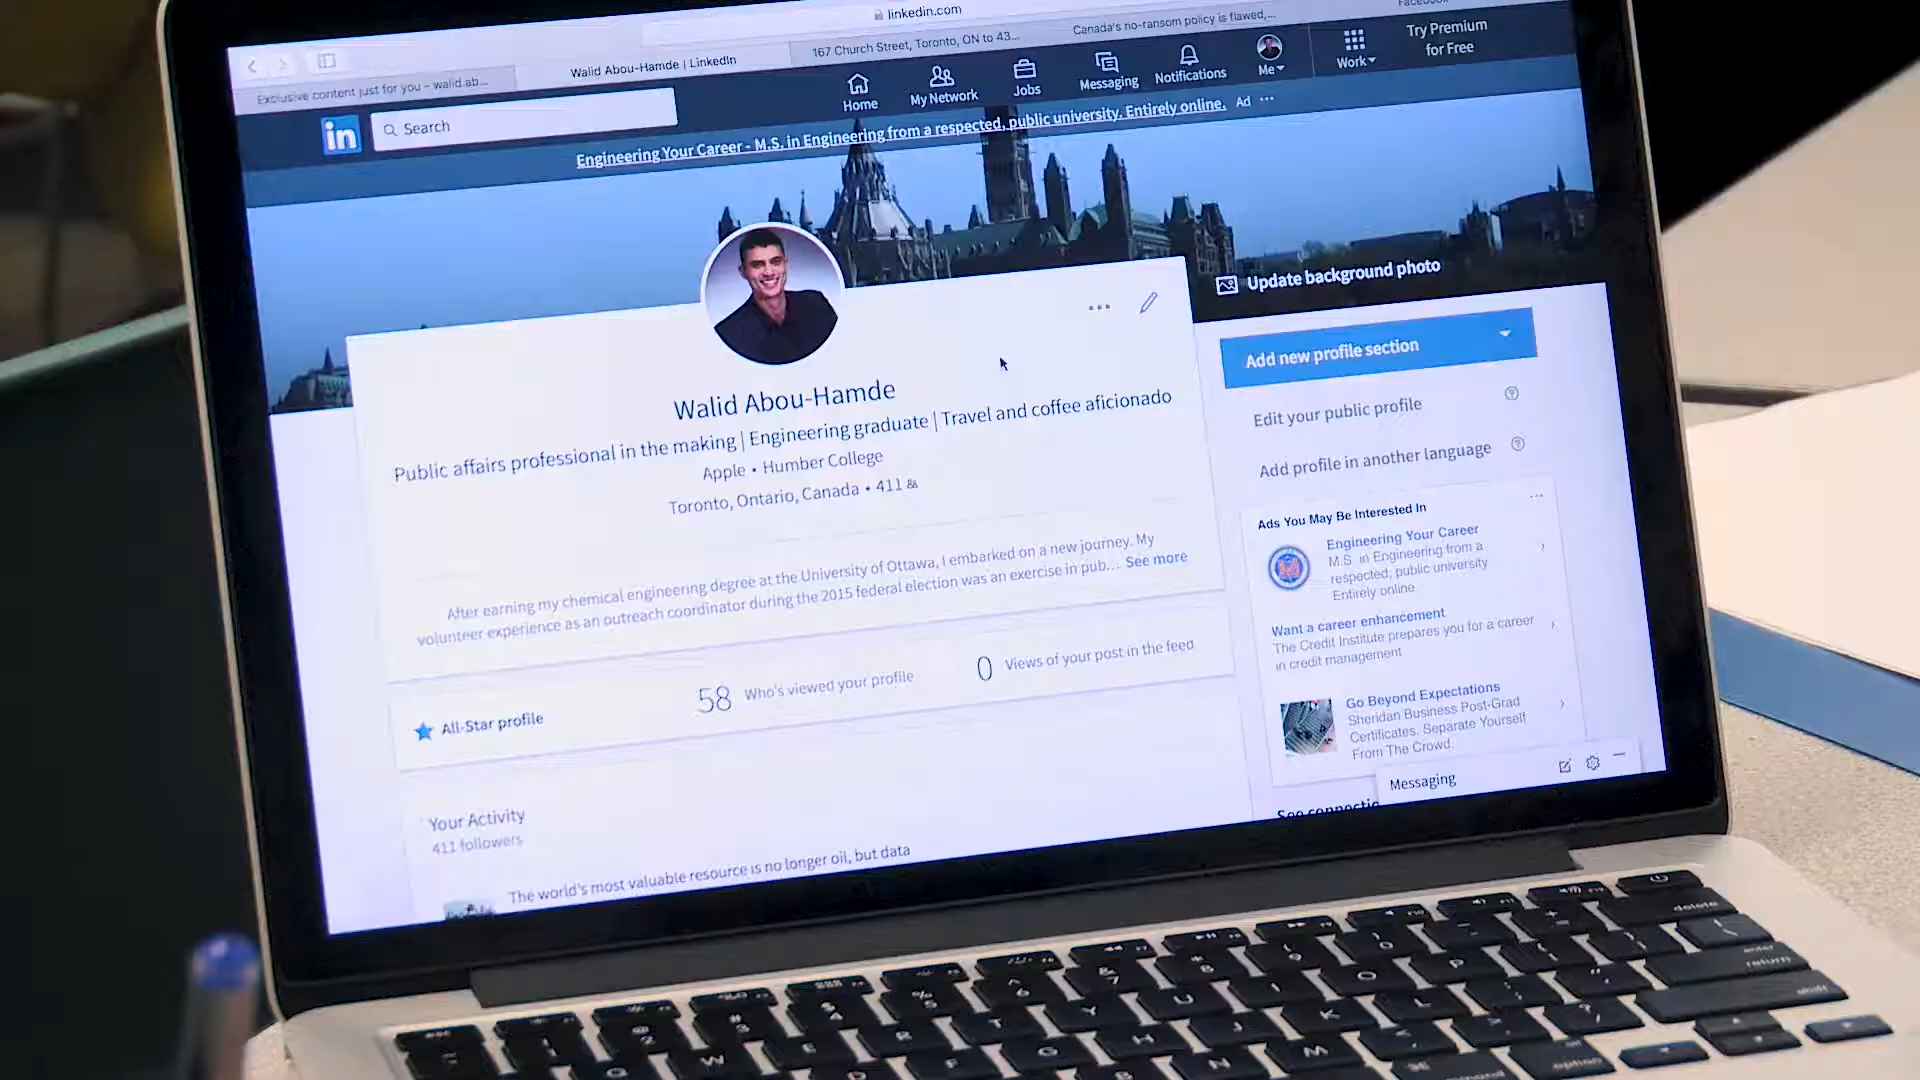 linkedin.com
Exclusive content just for you – walid.ab...
Walid Abou-Hamde | LinkedIn
167 Church Street, Toronto, ON to 43...
Canada's no-ransom policy is flawed,...
in
Search
Home
My Network
Jobs
Messaging
Notifications
Me
Work
Try Premium
for Free
Engineering Your Career - M.S. in Engineering from a respected, public university. Entirely online. Ad ...
Update background photo
Walid Abou-Hamde
Public affairs professional in the making | Engineering graduate | Travel and coffee aficionado
Apple • Humber College
Toronto, Ontario, Canada • 411
After earning my chemical engineering degree at the University of Ottawa, I embarked on a new journey. My
volunteer experience as an outreach coordinator during the 2015 federal election was an exercise in pub... See more
All-Star profile
58 Who's viewed your profile
0 Views of your post in the feed
Your Activity
411 followers
The world's most valuable resource is no longer oil, but data
Add new profile section
Edit your public profile
Add profile in another language
Ads You May Be Interested In
Engineering Your Career
M.S. in Engineering from a
respected, public university
Entirely online
Want a career enhancement
The Credit Institute prepares you for a career
in credit management
Go Beyond Expectations
Sheridan Business Post-Grad
Certificates. Separate Yourself
From The Crowd.
Messaging
delete
return
shift
option